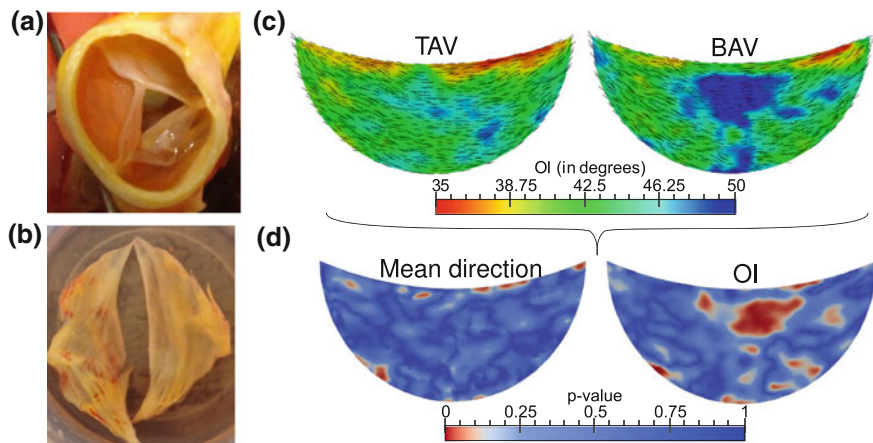 (a)
(b)
(c)
TAV
BAV
OI (in degrees)
35 38.75 42.5 46.25 50
(d)
Mean direction
OI
p-value
0 0.25 0.5 0.75 1